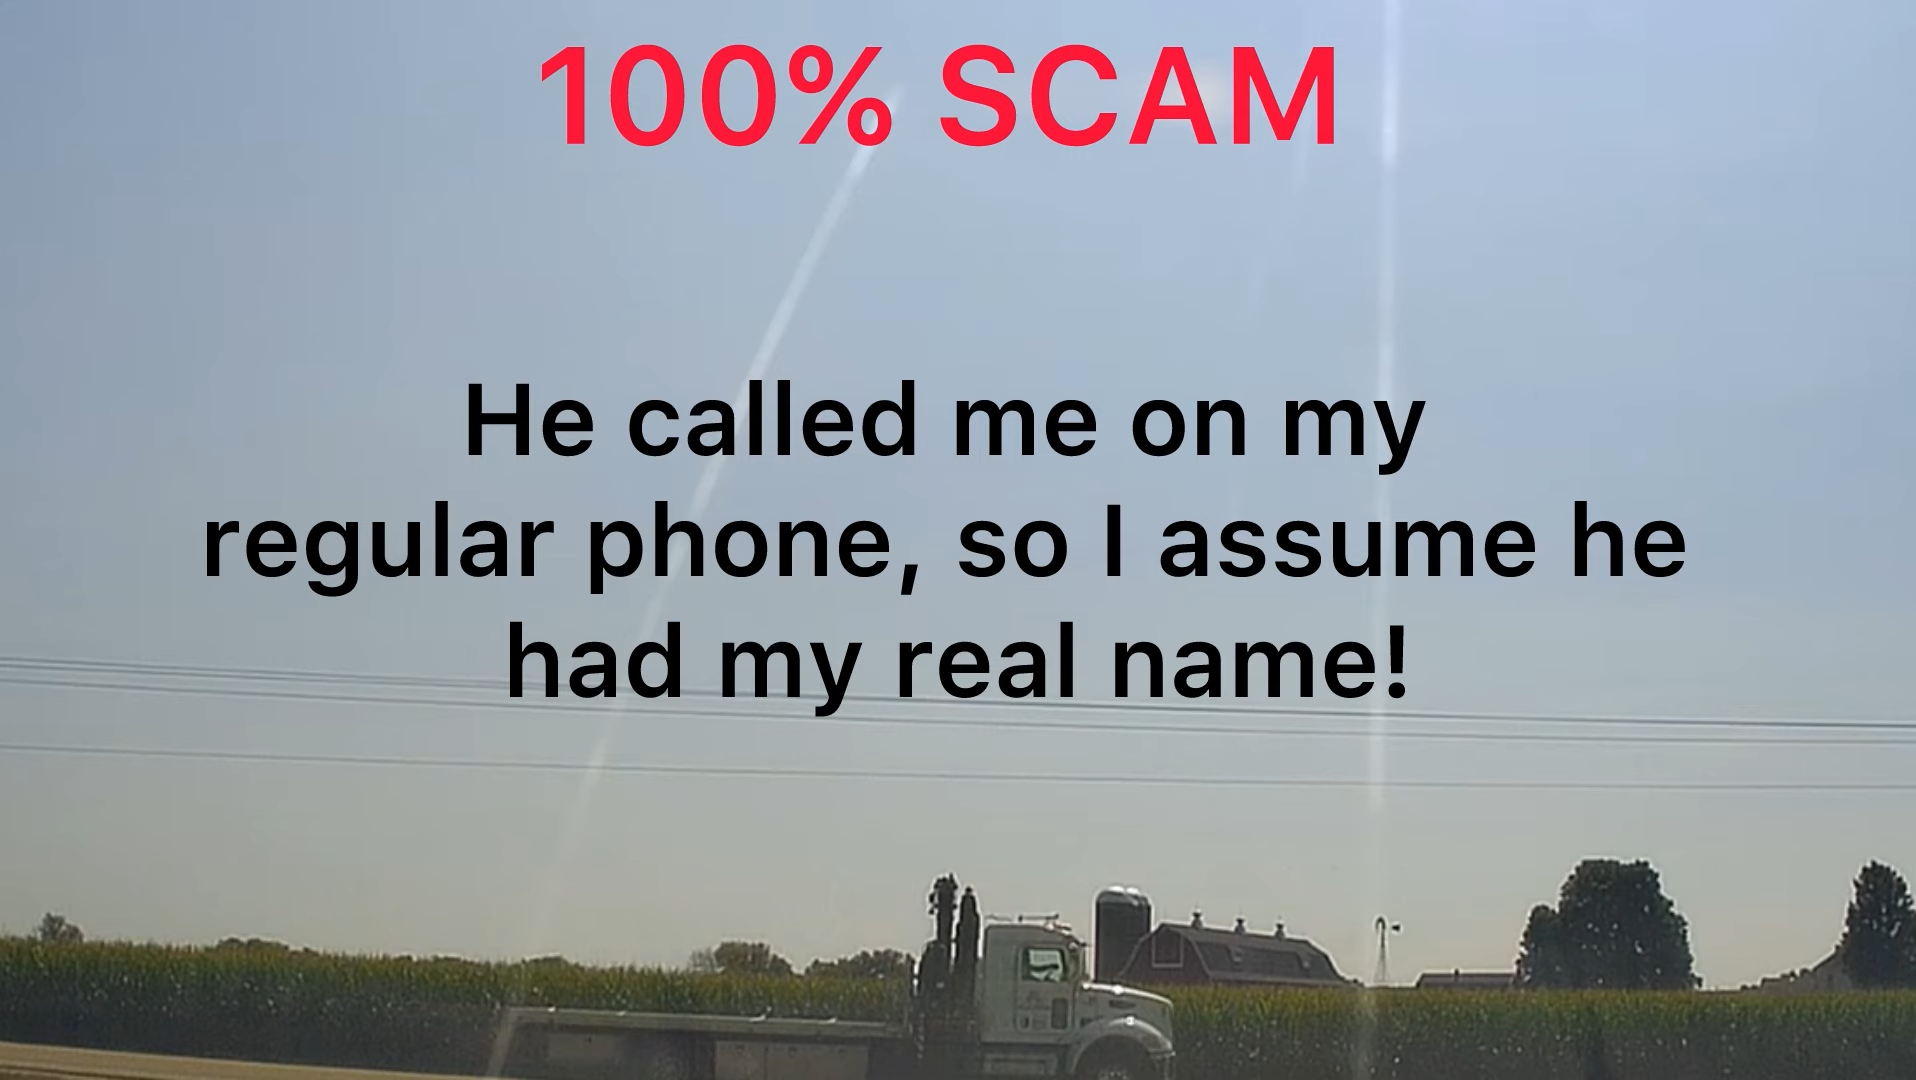 100% SCAM
He called me on my
regular phone, so I assume he
had my real name!